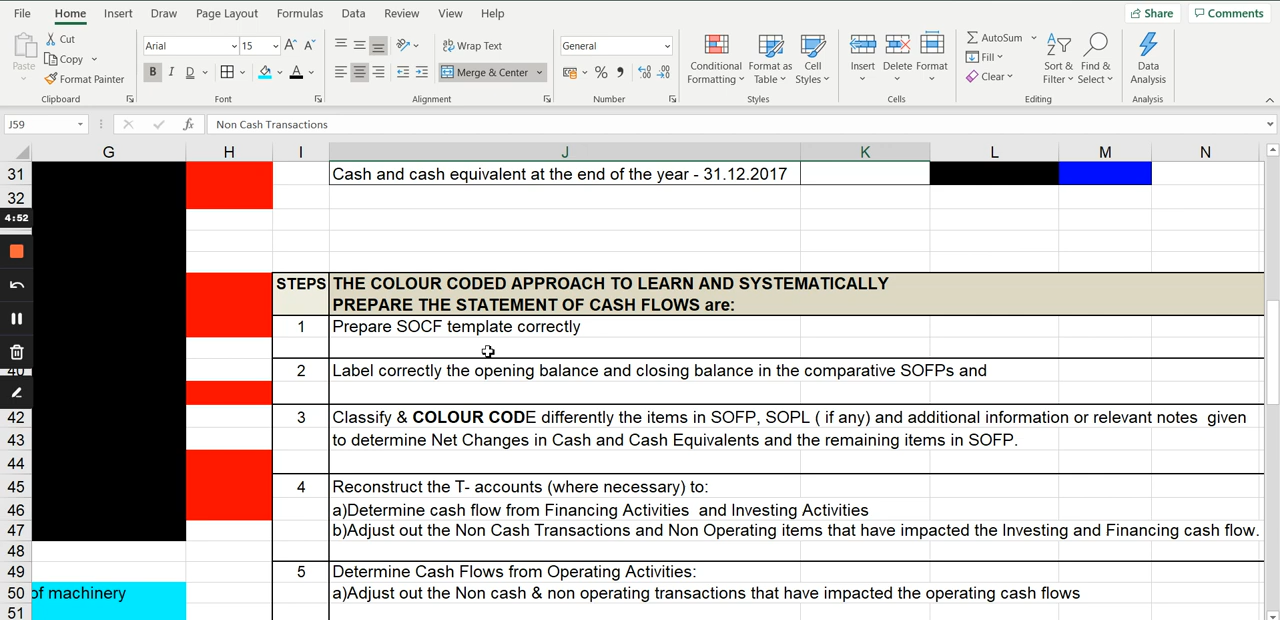 File Home Insert Draw Page Layout Formulas Data Review View Help Share Comments
Cut Arial 15 Wrap Text General AutoSum
Paste Copy Fill
Format Painter B I D A Merge & Center % Conditional Formatting Format as Table Cell Styles Insert Delete Format Clear Sort & Filter Find & Select Data Analysis
Clipboard Font Alignment Number Styles Cells Editing Analysis
J59 fx Non Cash Transactions
G H I J K L M N
31 Cash and cash equivalent at the end of the year - 31.12.2017
32
4:52
STEPS THE COLOUR CODED APPROACH TO LEARN AND SYSTEMATICALLY
PREPARE THE STATEMENT OF CASH FLOWS are:
1 Prepare SOCF template correctly
2 Label correctly the opening balance and closing balance in the comparative SOFPs and
42 3 Classify & COLOUR CODE differently the items in SOFP, SOPL ( if any) and additional information or relevant notes given
43 to determine Net Changes in Cash and Cash Equivalents and the remaining items in SOFP.
44
45 4 Reconstruct the T- accounts (where necessary) to:
46 a)Determine cash flow from Financing Activities and Investing Activities
47 b)Adjust out the Non Cash Transactions and Non Operating items that have impacted the Investing and Financing cash flow.
48
49 5 Determine Cash Flows from Operating Activities:
50 of machinery a)Adjust out the Non cash & non operating transactions that have impacted the operating cash flows
51